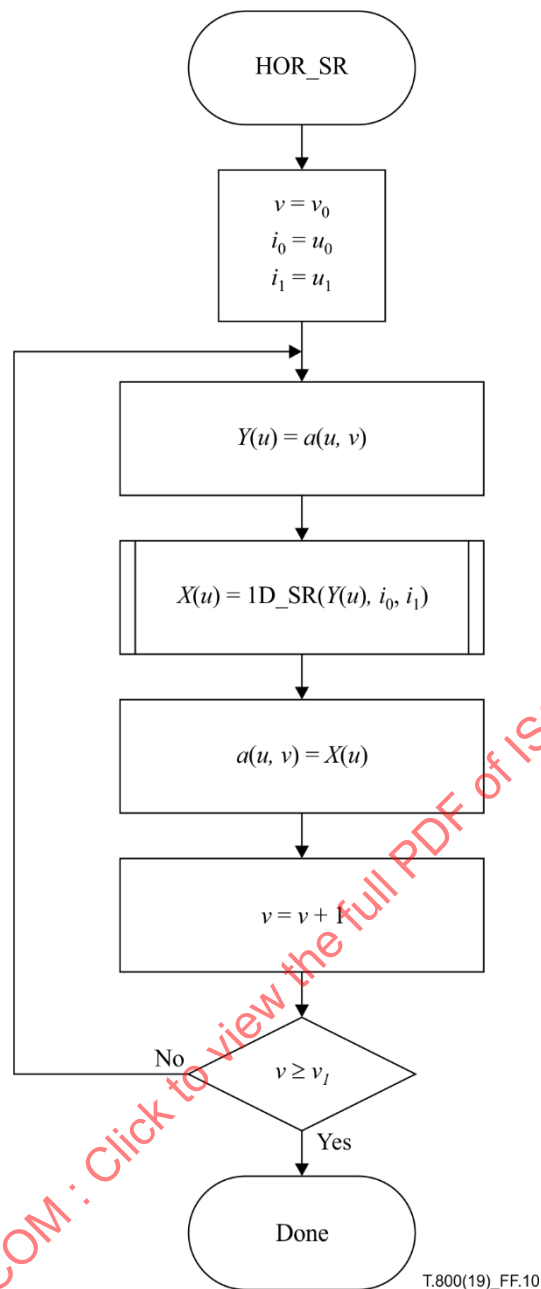 HOR_SR
v = v₀
i₀ = u₀
i₁ = u₁
Y(u) = a(u, v)
X(u) = 1D_SR(Y(u), i₀, i₁)
a(u, v) = X(u)
v = v + 1
No
v ≥ v₁
Yes
Done
T.800(19)_FF.10
COM : Click to view the full PDF of IS